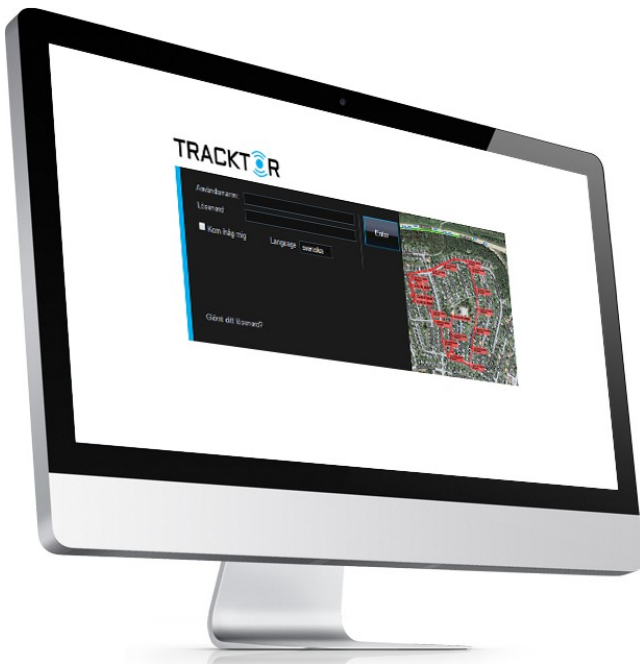 TRACKTOR
Användarnamn:
Lösenord
Enter
Kom ihåg mig
Language svenska
Glömt ditt lösenord?